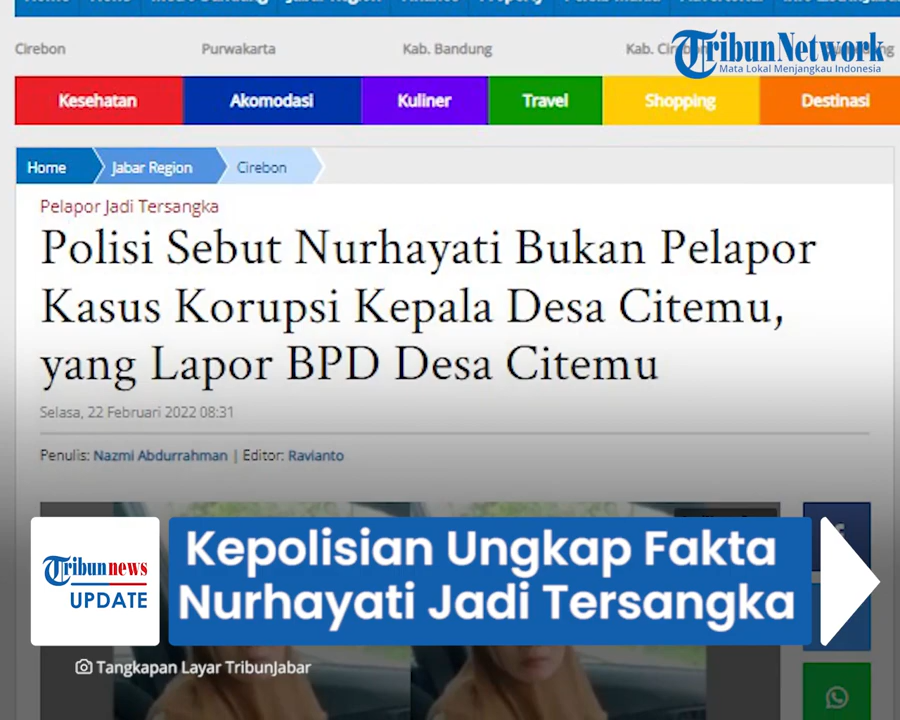 Cirebon
Purwakarta
Kab. Bandung
TribunNetwork
Mata Lokal Menjangkau Indonesia
Kesehatan
Akomodasi
Kuliner
Travel
Shopping
Destinasi
Home
Jabar Region
Cirebon
Pelapor Jadi Tersangka
Polisi Sebut Nurhayati Bukan Pelapor
Kasus Korupsi Kepala Desa Citemu,
yang Lapor BPD Desa Citemu
Selasa, 22 Februari 2022 08:31
Penulis: Nazmi Abdurrahman | Editor: Ravianto
Tribunnews
UPDATE
Kepolisian Ungkap Fakta
Nurhayati Jadi Tersangka
Tangkapan Layar TribunJabar